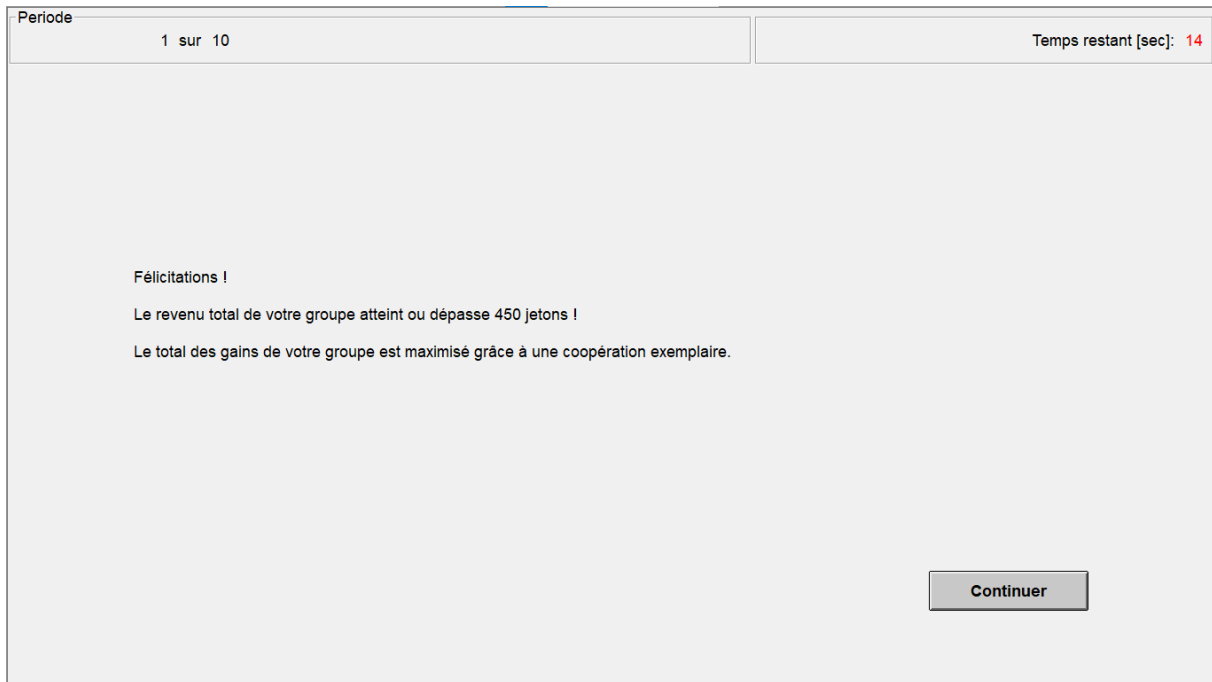 Periode
1 sur 10
Temps restant [sec]: 14
Félicitations !
Le revenu total de votre groupe atteint ou dépasse 450 jetons !
Le total des gains de votre groupe est maximisé grâce à une coopération exemplaire.
Continuer